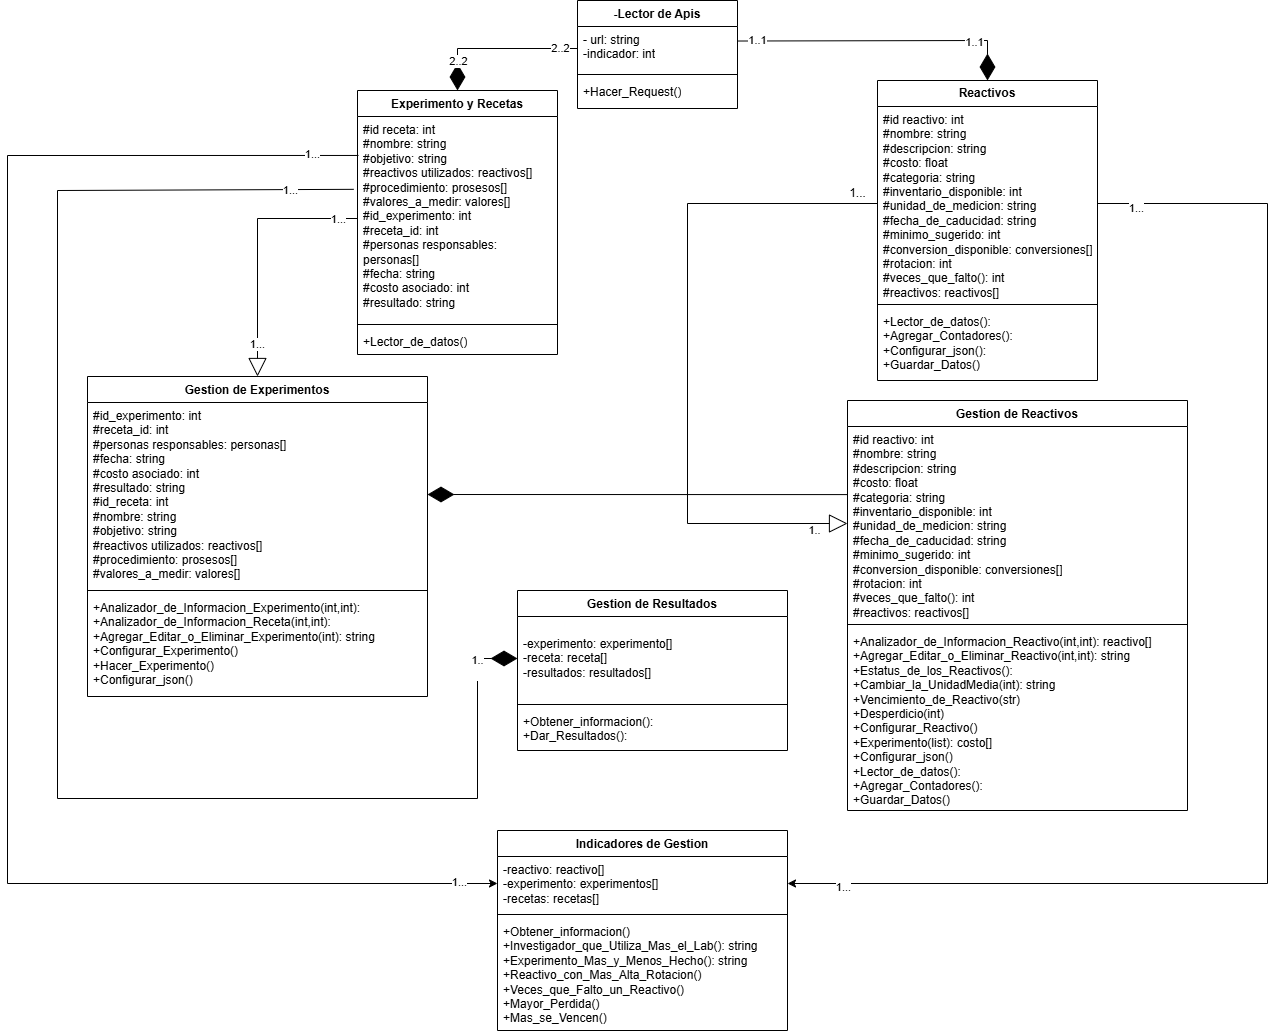 -Lector de Apis
- url: string
-indicador: int
+Hacer_Request()
2..2
2..2
1..1
1..1
Experimento y Recetas
#id receta: int
#nombre: string
#objetivo: string
#reactivos utilizados: reactivos[]
#procedimiento: prosesos[]
#valores_a_medir: valores[]
#id_experimento: int
#receta_id: int
#personas responsables:
personas[]
#fecha: string
#costo asociado: int
#resultado: string
+Lector_de_datos()
1...
1...
1...
1...
Reactivos
#id reactivo: int
#nombre: string
#descripcion: string
#costo: float
#categoria: string
#inventario_disponible: int
#unidad_de_medicion: string
#fecha_de_caducidad: string
#minimo_sugerido: int
#conversion_disponible: conversiones[]
#rotacion: int
#veces_que_falto(): int
#reactivos: reactivos[]
+Lector_de_datos():
+Agregar_Contadores():
+Configurar_json():
+Guardar_Datos()
1...
1...
Gestion de Experimentos
#id_experimento: int
#receta_id: int
#personas responsables: personas[]
#fecha: string
#costo asociado: int
#resultado: string
#id_receta: int
#nombre: string
#objetivo: string
#reactivos utilizados: reactivos[]
#procedimiento: prosesos[]
#valores_a_medir: valores[]
+Analizador_de_Informacion_Experimento(int,int):
+Analizador_de_Informacion_Receta(int,int):
+Agregar_Editar_o_Eliminar_Experimento(int): string
+Configurar_Experimento()
+Hacer_Experimento()
+Configurar_json()
Gestion de Reactivos
#id reactivo: int
#nombre: string
#descripcion: string
#costo: float
#categoria: string
#inventario_disponible: int
#unidad_de_medicion: string
#fecha_de_caducidad: string
#minimo_sugerido: int
#conversion_disponible: conversiones[]
#rotacion: int
#veces_que_falto(): int
#reactivos: reactivos[]
+Analizador_de_Informacion_Reactivo(int,int): reactivo[]
+Agregar_Editar_o_Eliminar_Reactivo(int,int): string
+Estatus_de_los_Reactivos():
+Cambiar_la_UnidadMedia(int): string
+Vencimiento_de_Reactivo(str)
+Desperdicio(int)
+Configurar_Reactivo()
+Experimento(list): costo[]
+Configurar_json()
+Lector_de_datos():
+Agregar_Contadores():
+Guardar_Datos()
1..
Gestion de Resultados
-experimento: experimento[]
-receta: receta[]
-resultados: resultados[]
+Obtener_informacion():
+Dar_Resultados():
1..
Indicadores de Gestion
-reactivo: reactivo[]
-experimento: experimentos[]
-recetas: recetas[]
+Obtener_informacion()
+Investigador_que_Utiliza_Mas_el_Lab(): string
+Experimento_Mas_y_Menos_Hecho(): string
+Reactivo_con_Mas_Alta_Rotacion()
+Veces_que_Falto_un_Reactivo()
+Mayor_Perdida()
+Mas_se_Vencen()
1...
1...